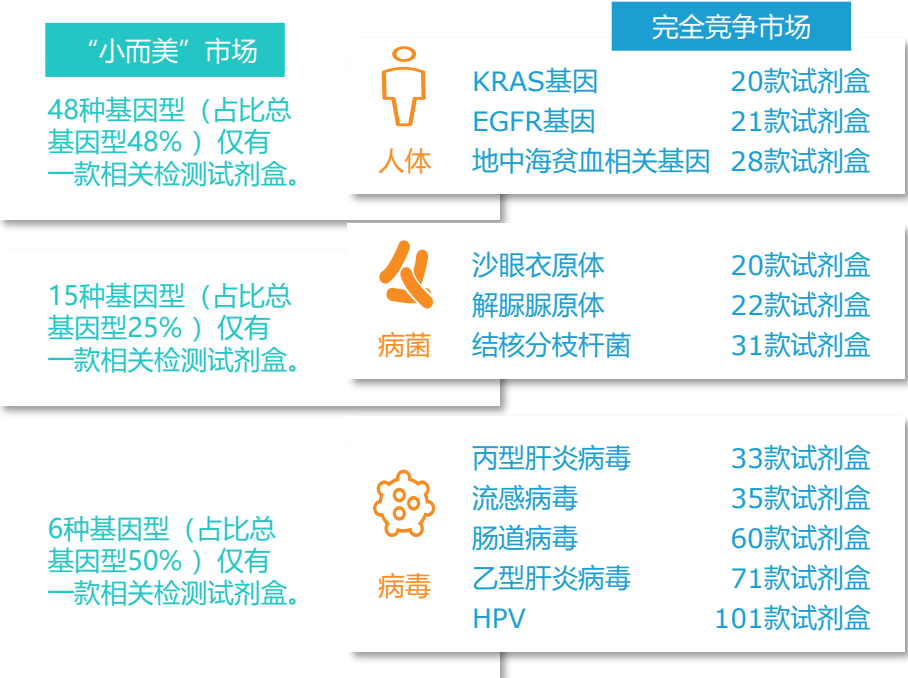 “小而美”市场
完全竞争市场
48种基因型（占比总
基因型48% ）仅有
一款相关检测试剂盒。
人体
KRAS基因 20款试剂盒
EGFR基因 21款试剂盒
地中海贫血相关基因 28款试剂盒
15种基因型（占比总
基因型25% ）仅有
一款相关检测试剂盒。
病菌
沙眼衣原体 20款试剂盒
解脲脲原体 22款试剂盒
结核分枝杆菌 31款试剂盒
6种基因型（占比总
基因型50% ）仅有
一款相关检测试剂盒。
病毒
丙型肝炎病毒 33款试剂盒
流感病毒 35款试剂盒
肠道病毒 60款试剂盒
乙型肝炎病毒 71款试剂盒
HPV 101款试剂盒